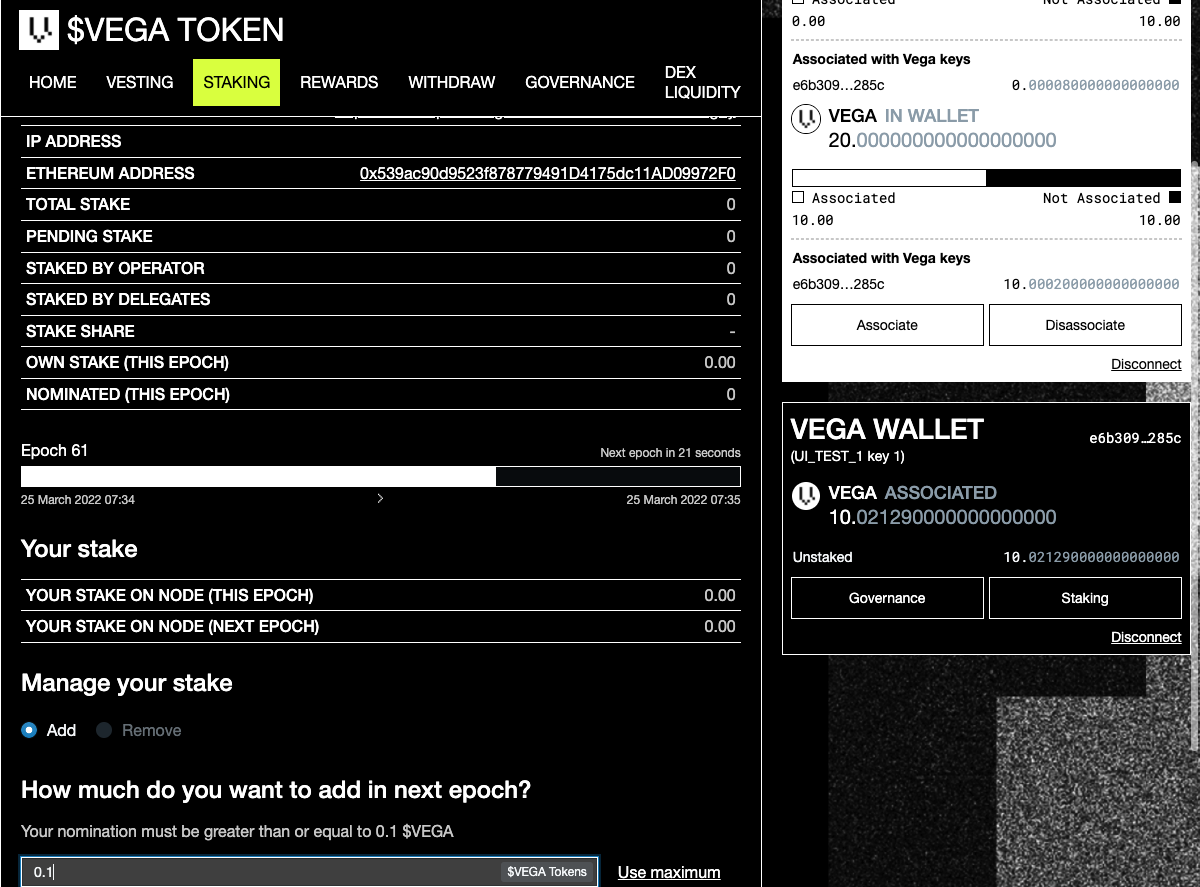 $VEGA TOKEN
HOME VESTING STAKING REWARDS WITHDRAW GOVERNANCE DEX LIQUIDITY
IP ADDRESS
ETHEREUM ADDRESS 0x539ac90d9523f878779491D4175dc11AD09972F0
TOTAL STAKE 0
PENDING STAKE 0
STAKED BY OPERATOR 0
STAKED BY DELEGATES 0
STAKE SHARE -
OWN STAKE (THIS EPOCH) 0.00
NOMINATED (THIS EPOCH) 0
Epoch 61 Next epoch in 21 seconds
25 March 2022 07:34 25 March 2022 07:35
Your stake
YOUR STAKE ON NODE (THIS EPOCH) 0.00
YOUR STAKE ON NODE (NEXT EPOCH) 0.00
Manage your stake
Add Remove
How much do you want to add in next epoch?
Your nomination must be greater than or equal to 0.1 $VEGA
0.1 $VEGA Tokens Use maximum
Associated Not Associated
0.00 10.00
Associated with Vega keys
e6b309…285c 0.000080000000000000
VEGA IN WALLET
20.000000000000000000
Associated Not Associated
10.00 10.00
Associated with Vega keys
e6b309…285c 10.000200000000000000
Associate Disassociate
Disconnect
VEGA WALLET e6b309…285c
(UI_TEST_1 key 1)
VEGA ASSOCIATED
10.021290000000000000
Unstaked 10.021290000000000000
Governance Staking
Disconnect